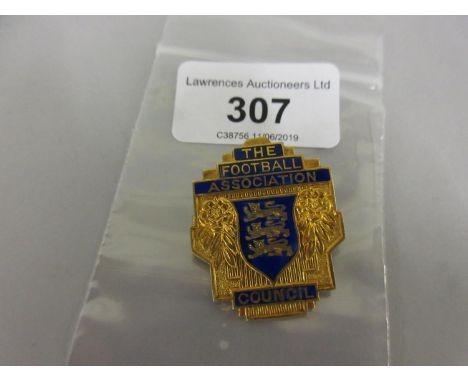 Lawrences Auctioneers Ltd
307
C38756 11/06/2019
THE
FOOTBALL
ASSOCIATION
COUNCIL